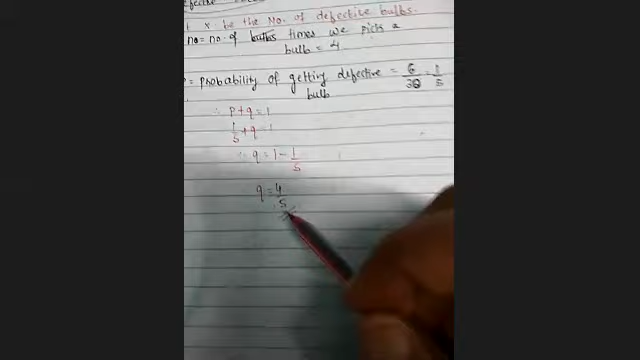 x be the No. of defective bulbs.
no = no. of bulbs times we picks a
bulb = 4
P = Probability of getting defective = 6/30 = 1/5
bulb
∴ P + q = 1
1/5 + q = 1
∴ q = 1 - 1/5
q = 4/5